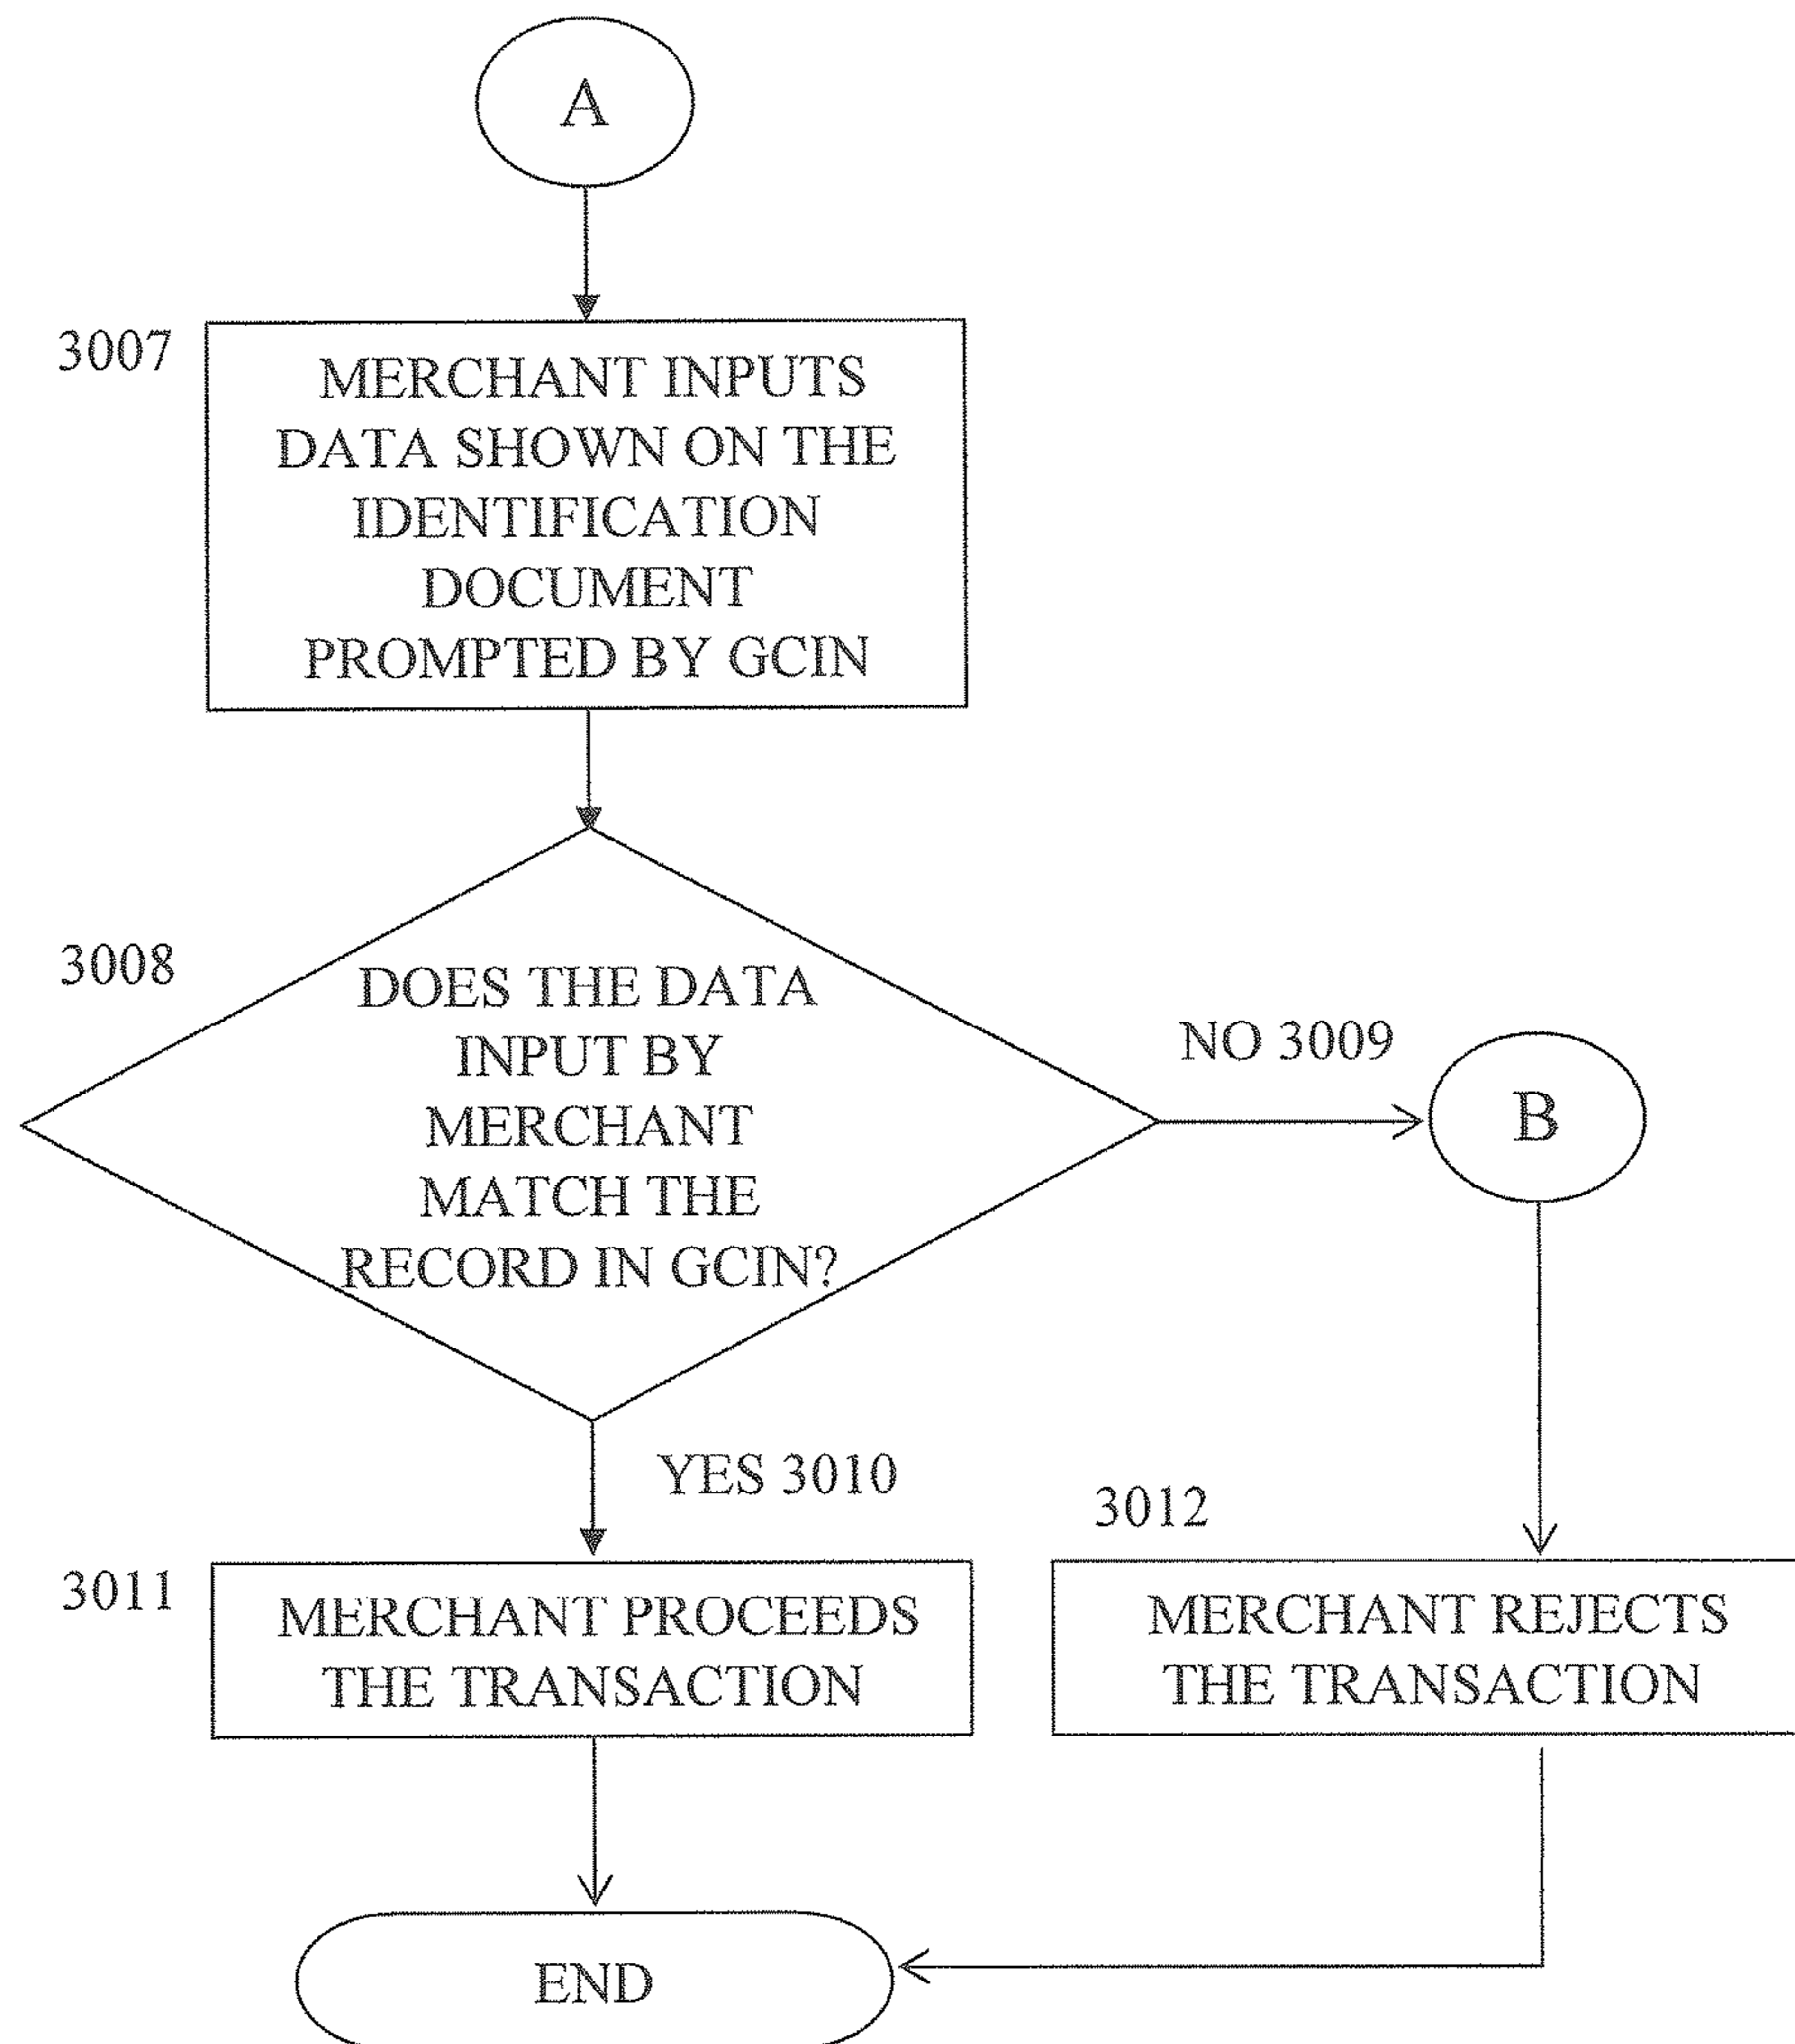 A
3007
MERCHANT INPUTS
DATA SHOWN ON THE
IDENTIFICATION
DOCUMENT
PROMPTED BY GCIN
3008
DOES THE DATA
INPUT BY
MERCHANT
MATCH THE
RECORD IN GCIN?
NO 3009
B
YES 3010
3011
MERCHANT PROCEEDS
THE TRANSACTION
3012
MERCHANT REJECTS
THE TRANSACTION
END